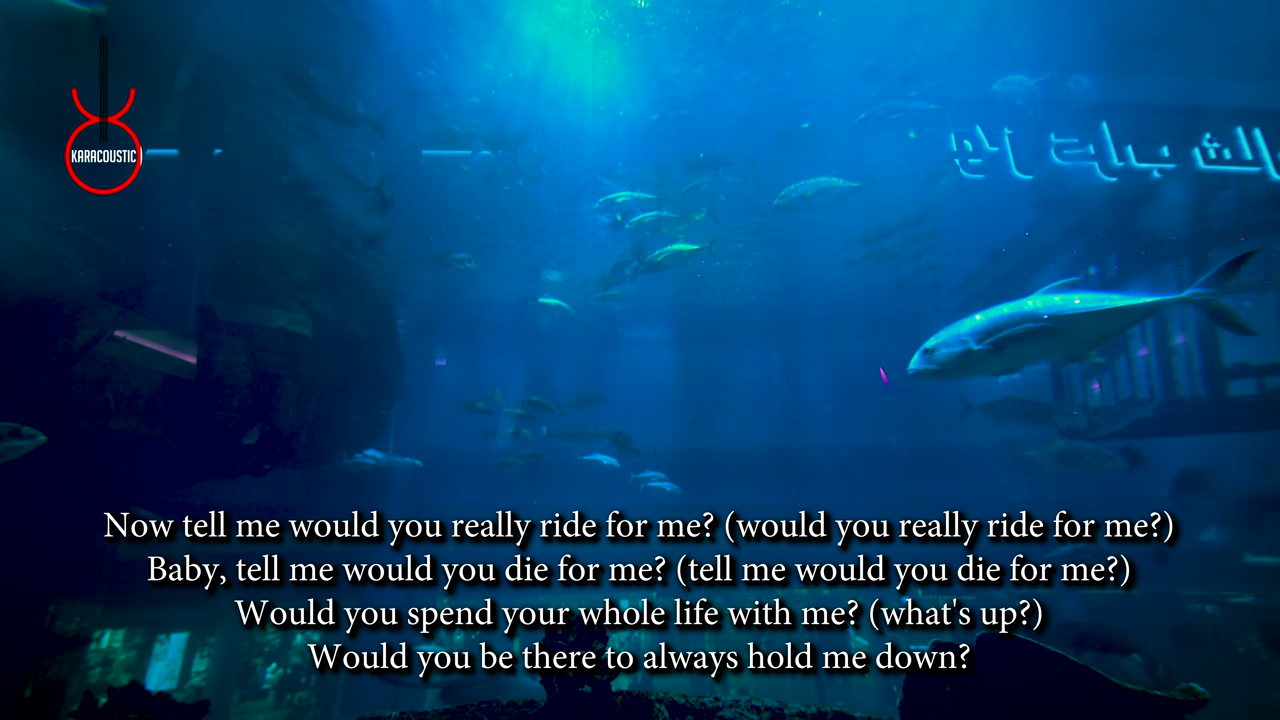 KARACOUSTIC
Now tell me would you really ride for me? (would you really ride for me?)
Baby, tell me would you die for me? (tell me would you die for me?)
Would you spend your whole life with me? (what's up?)
Would you be there to always hold me down?